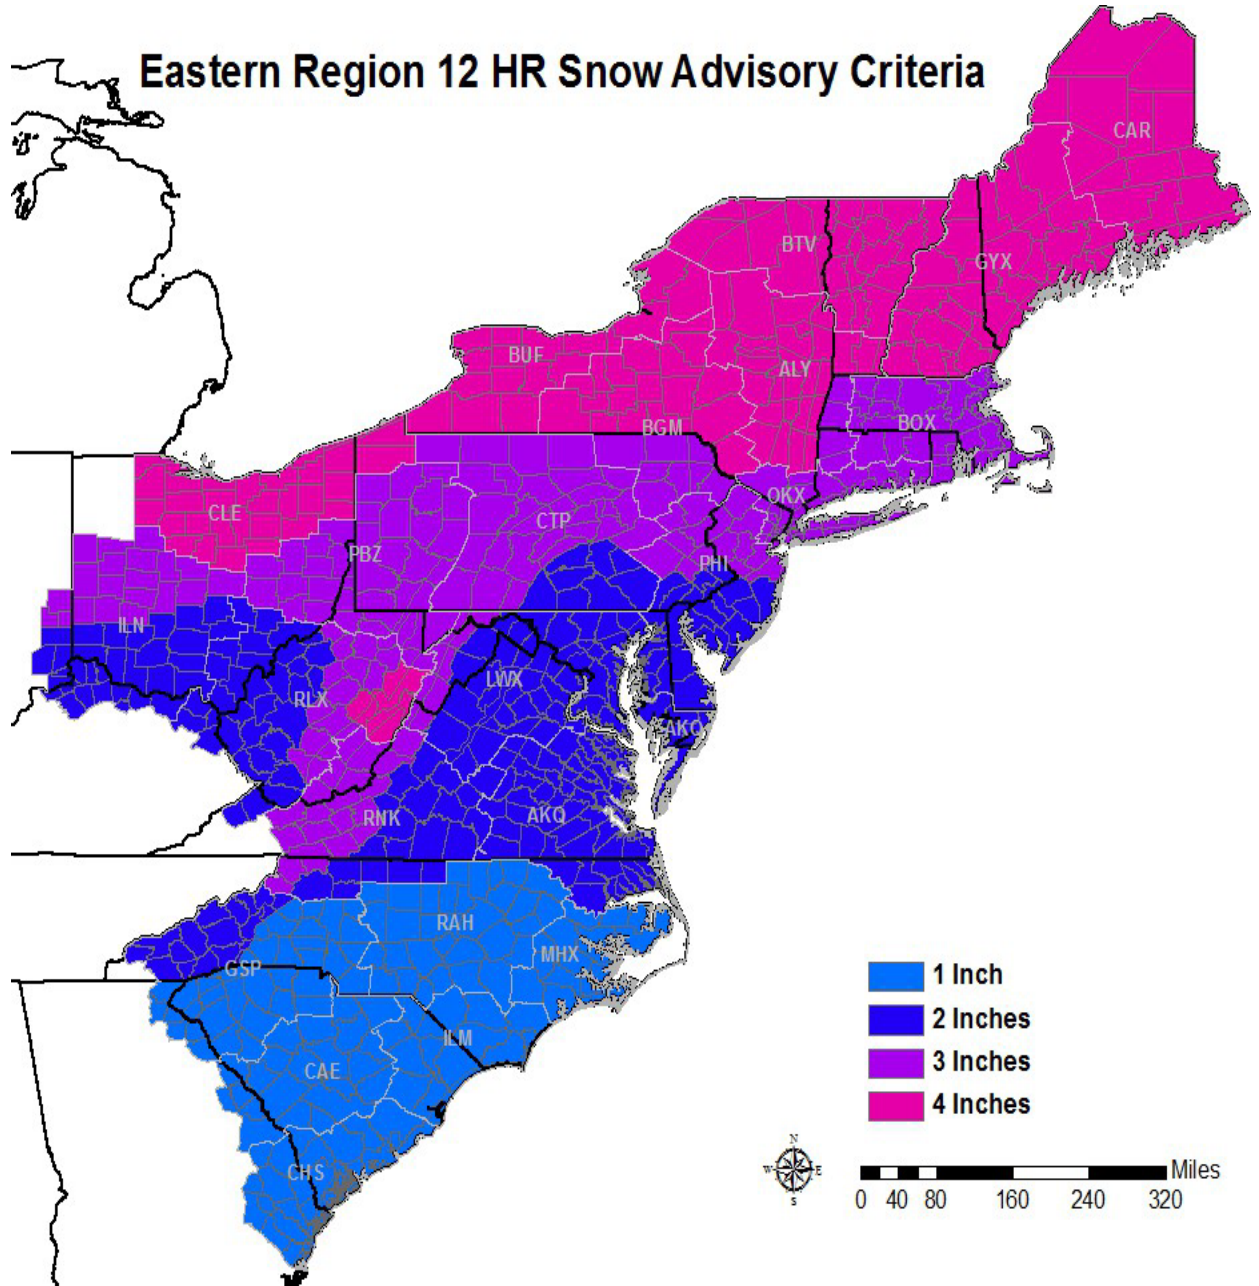 Eastern Region 12 HR Snow Advisory Criteria
CAR
BTV
GYX
BUF
ALY
BGM
BOX
CLE
OKX
CTP
PBZ
PHI
ILN
LWX
RLX
AKQ
RNK
AKQ
RAH
MHX
GSP
ILM
CAE
CHS
1 Inch
2 Inches
3 Inches
4 Inches
N
W E
S
Miles
0 40 80 160 240 320